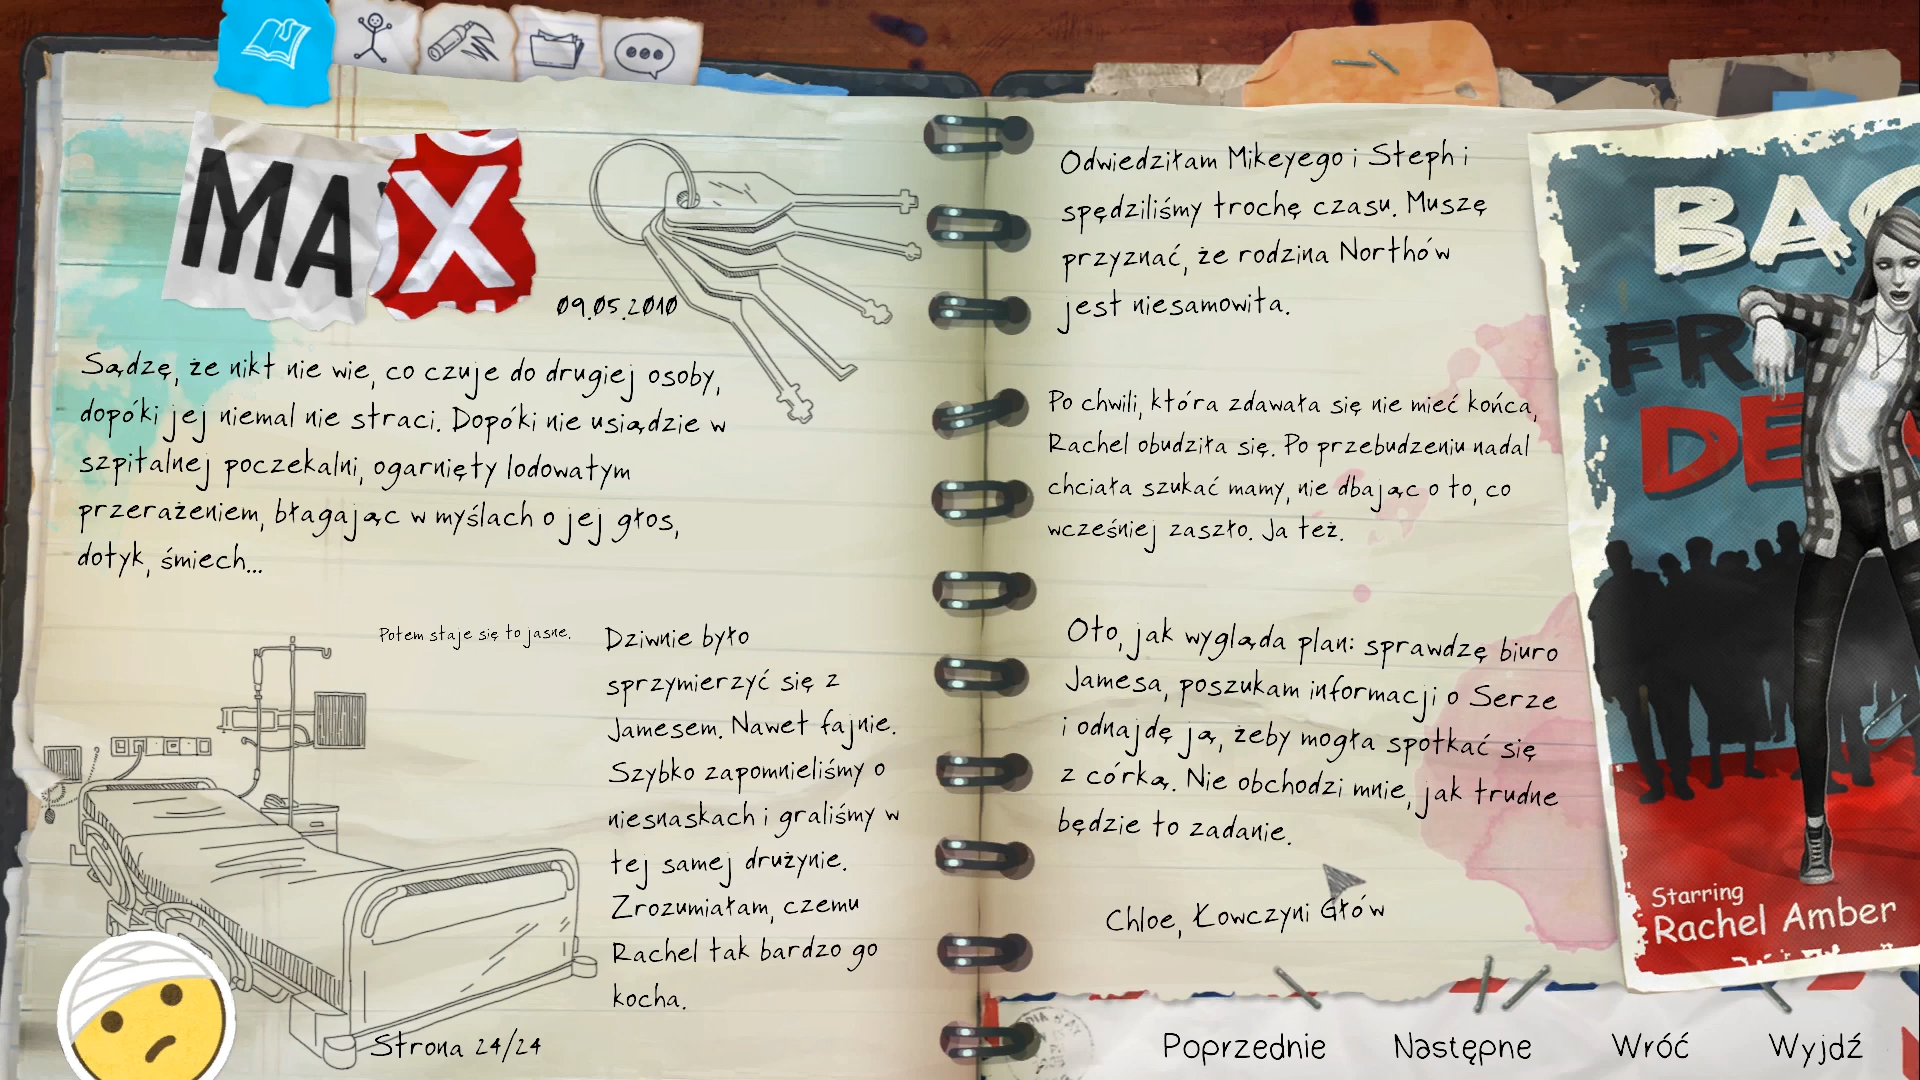 MAX
09.05.2010
Sądzę, że nikt nie wie, co czuje do drugiej osoby,
dopóki jej niemal nie straci. Dopóki nie usiądzie w
szpitalnej poczekalni, ogarnięty lodowatym
przerażeniem, błagając w myślach o jej głos,
dotyk, śmiech...
Potem staje się to jasne.
Dziwnie było
sprzymierzyć się z
Jamesem. Nawet fajnie.
Szybko zapomnieliśmy o
niesnaskach i graliśmy w
tej samej drużynie.
Zrozumiałam, czemu
Rachel tak bardzo go
kocha.
Strona 24/24
Odwiedziłam Mikeyego i Steph i
spędziliśmy trochę czasu. Muszę
przyznać, że rodzina Northów
jest niesamowita.
Po chwili, która zdawała się nie mieć końca,
Rachel obudziła się. Po przebudzeniu nadal
chciała szukać mamy, nie dbając o to, co
wcześniej zaszło. Ja też.
Oto, jak wygląda plan: sprawdzę biuro
Jamesa, poszukam informacji o Serze
i odnajdę ją, żeby mogła spotkać się
z córką. Nie obchodzi mnie, jak trudne
będzie to zadanie.
Chloe, Łowczyni Głów
Starring
Rachel Amber
Poprzednie Następne Wróć Wyjdź